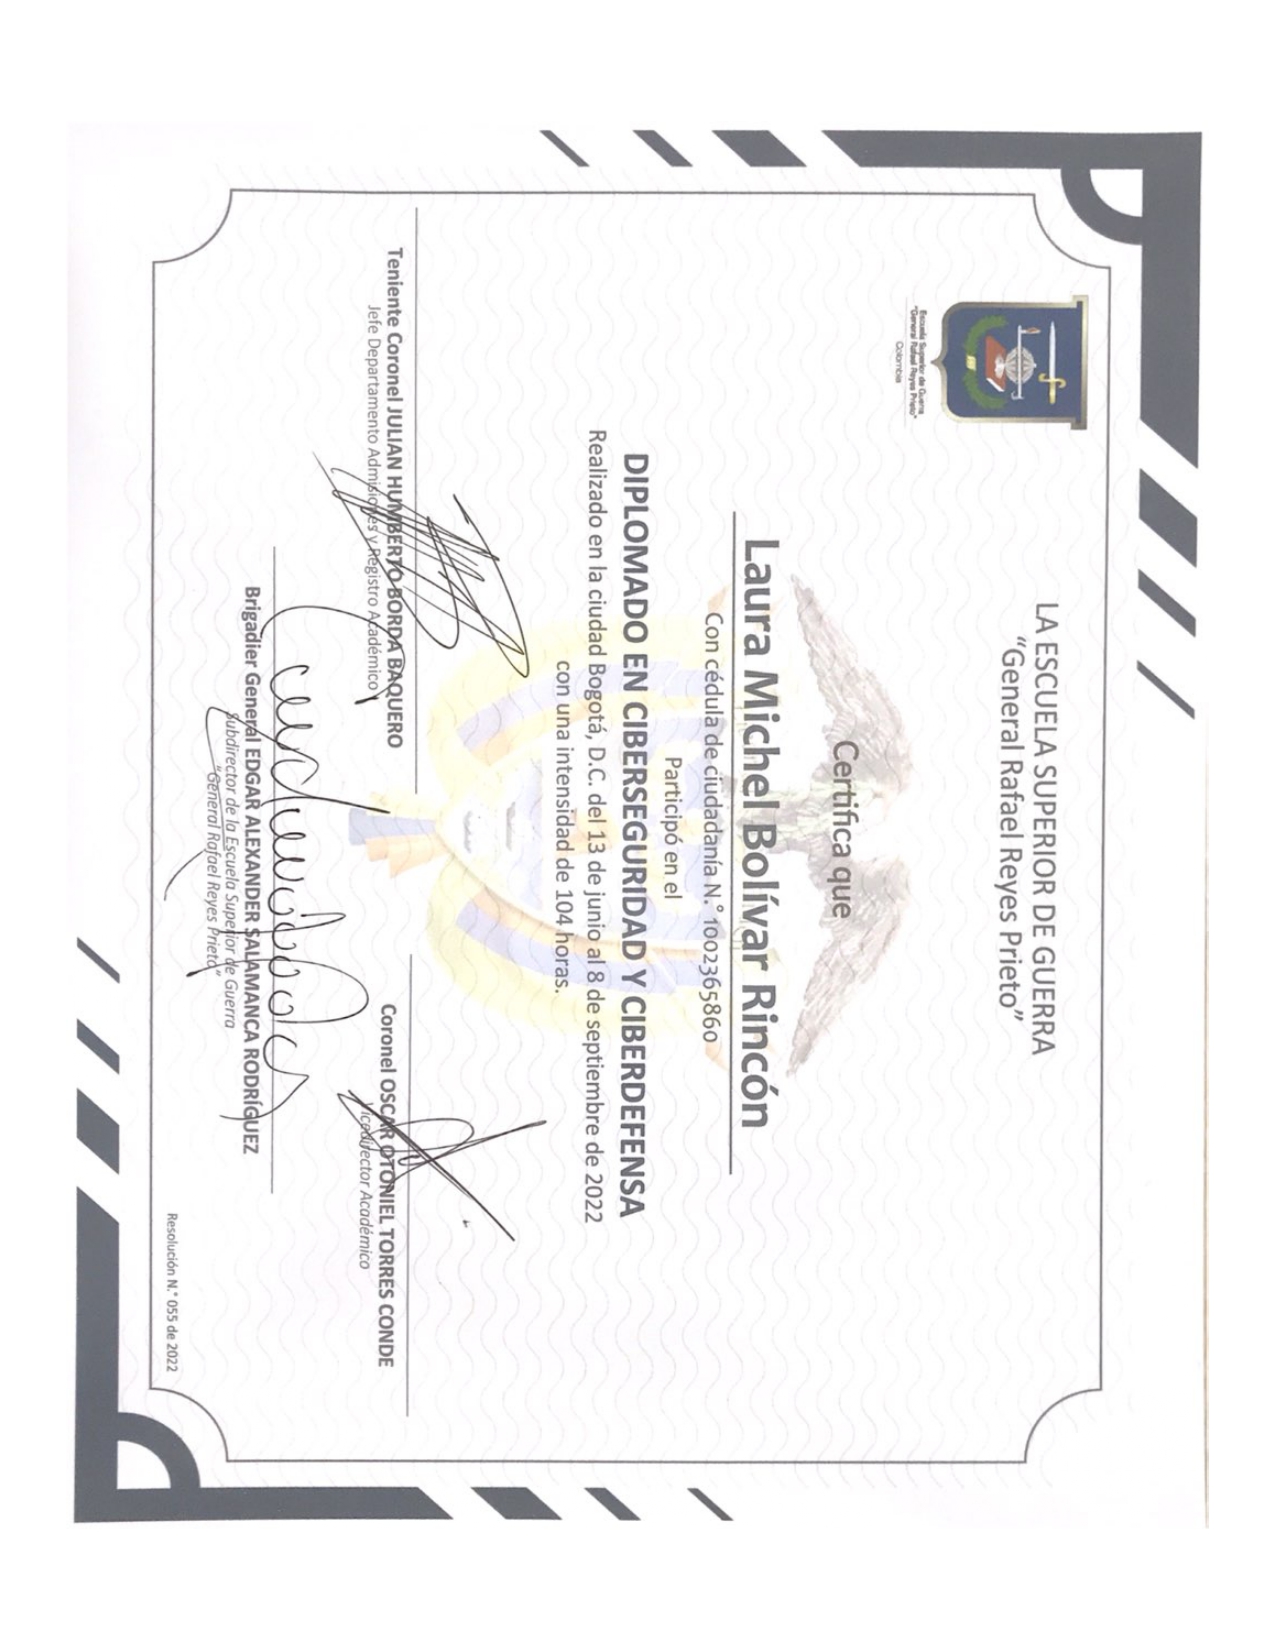 LA ESCUELA SUPERIOR DE GUERRA
“General Rafael Reyes Prieto”
Escuela Superior de Guerra
"General Rafael Reyes Prieto"
Colombia
Certifica que
Laura Michel Bolívar Rincón
Con cédula de ciudadanía N.° 1002365860
Participó en el
DIPLOMADO EN CIBERSEGURIDAD Y CIBERDEFENSA
Realizado en la ciudad Bogotá, D.C. del 13 de junio al 8 de septiembre de 2022
con una intensidad de 104 horas.
Teniente Coronel JULIAN HUMBERTO BORDA BAQUERO
Jefe Departamento Admisiones y Registro Académico
Coronel OSCAR OTONIEL TORRES CONDE
Vicedirector Académico
Brigadier General EDGAR ALEXANDER SALAMANCA RODRÍGUEZ
Subdirector de la Escuela Superior de Guerra
“General Rafael Reyes Prieto”
Resolución N.° 055 de 2022